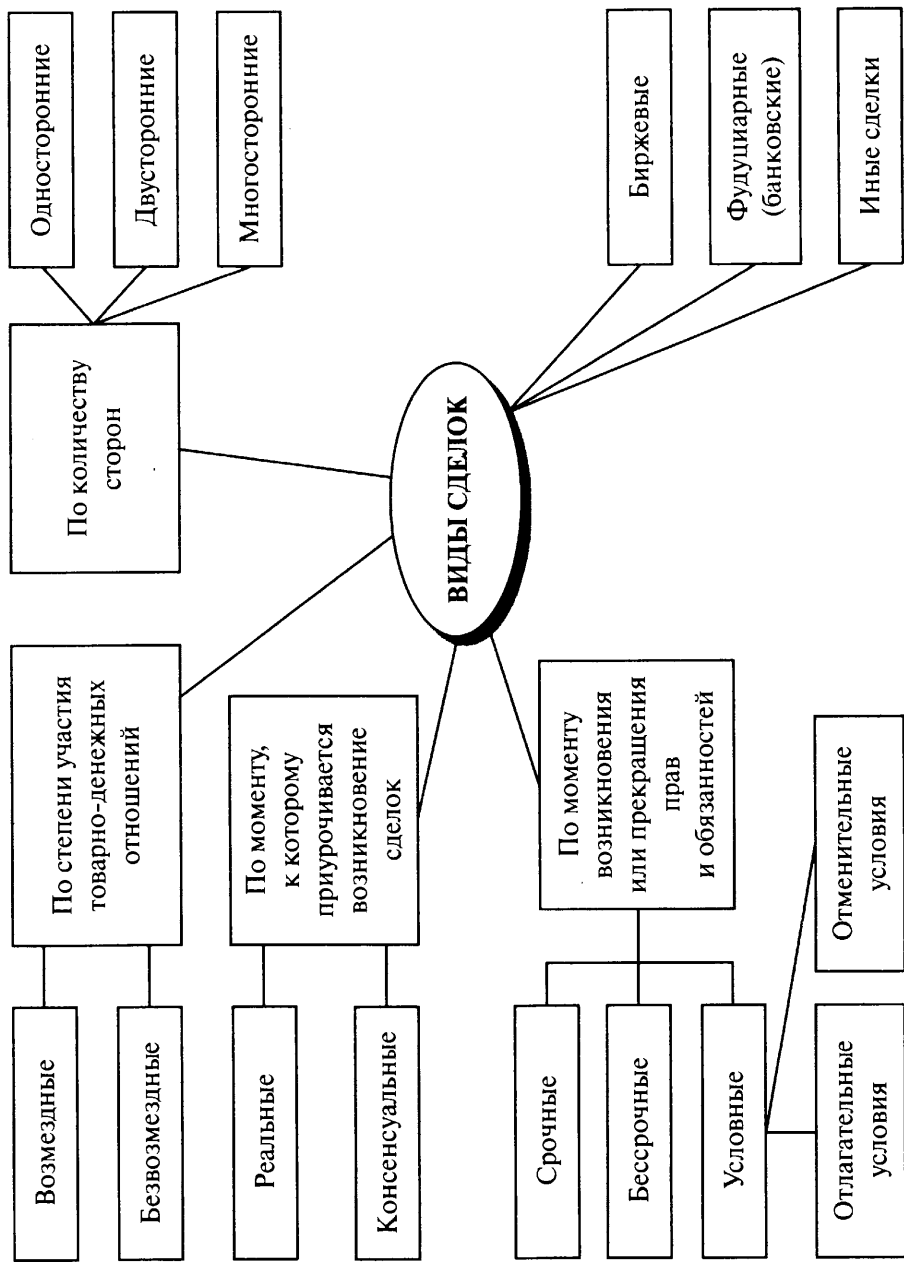 По степени участия
товарно-денежных
отношений
Возмездные
Безвозмездные
По количеству
сторон
Односторонние
Двусторонние
Многосторонние
По моменту,
к которому
приурочивается
возникновение
сделок
Реальные
Консенсуальные
ВИДЫ СДЕЛОК
По моменту
возникновения
или прекращения
прав
и обязанностей
Срочные
Бессрочные
Условные
Отлагательные
условия
Отменительные
условия
Биржевые
Фудуциарные
(банковские)
Иные сделки